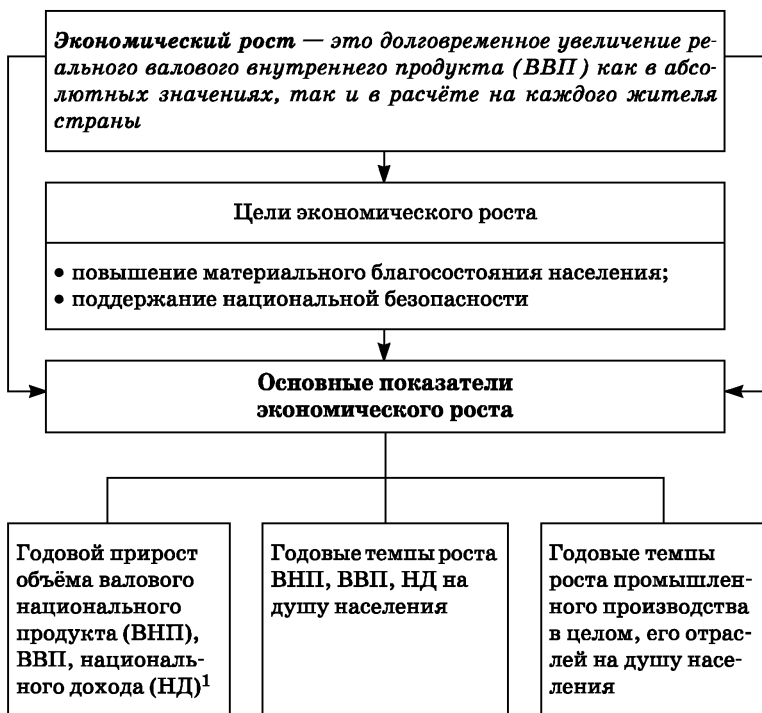 Экономический рост — это долговременное увеличение ре-
ального валового внутреннего продукта (ВВП) как в абсо-
лютных значениях, так и в расчёте на каждого жителя
страны
Цели экономического роста
• повышение материального благосостояния населения;
• поддержание национальной безопасности
Основные показатели
экономического роста
Годовой прирост
объёма валового
национального
продукта (ВНП),
ВВП, националь-
ного дохода (НД)1
Годовые темпы роста
ВНП, ВВП, НД на
душу населения
Годовые темпы
роста промышлен-
ного производства
в целом, его отрас-
лей на душу насе-
ления